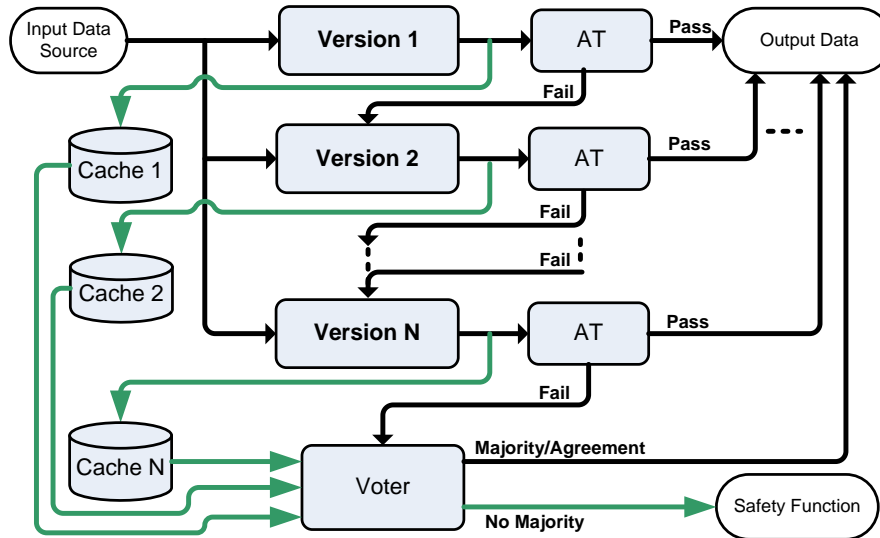 Input Data
Source
Version 1
AT
Pass
Output Data
Fail
Cache 1
Version 2
AT
Pass
Fail
Cache 2
Fail
Version N
AT
Pass
Fail
Cache N
Voter
Majority/Agreement
No Majority
Safety Function